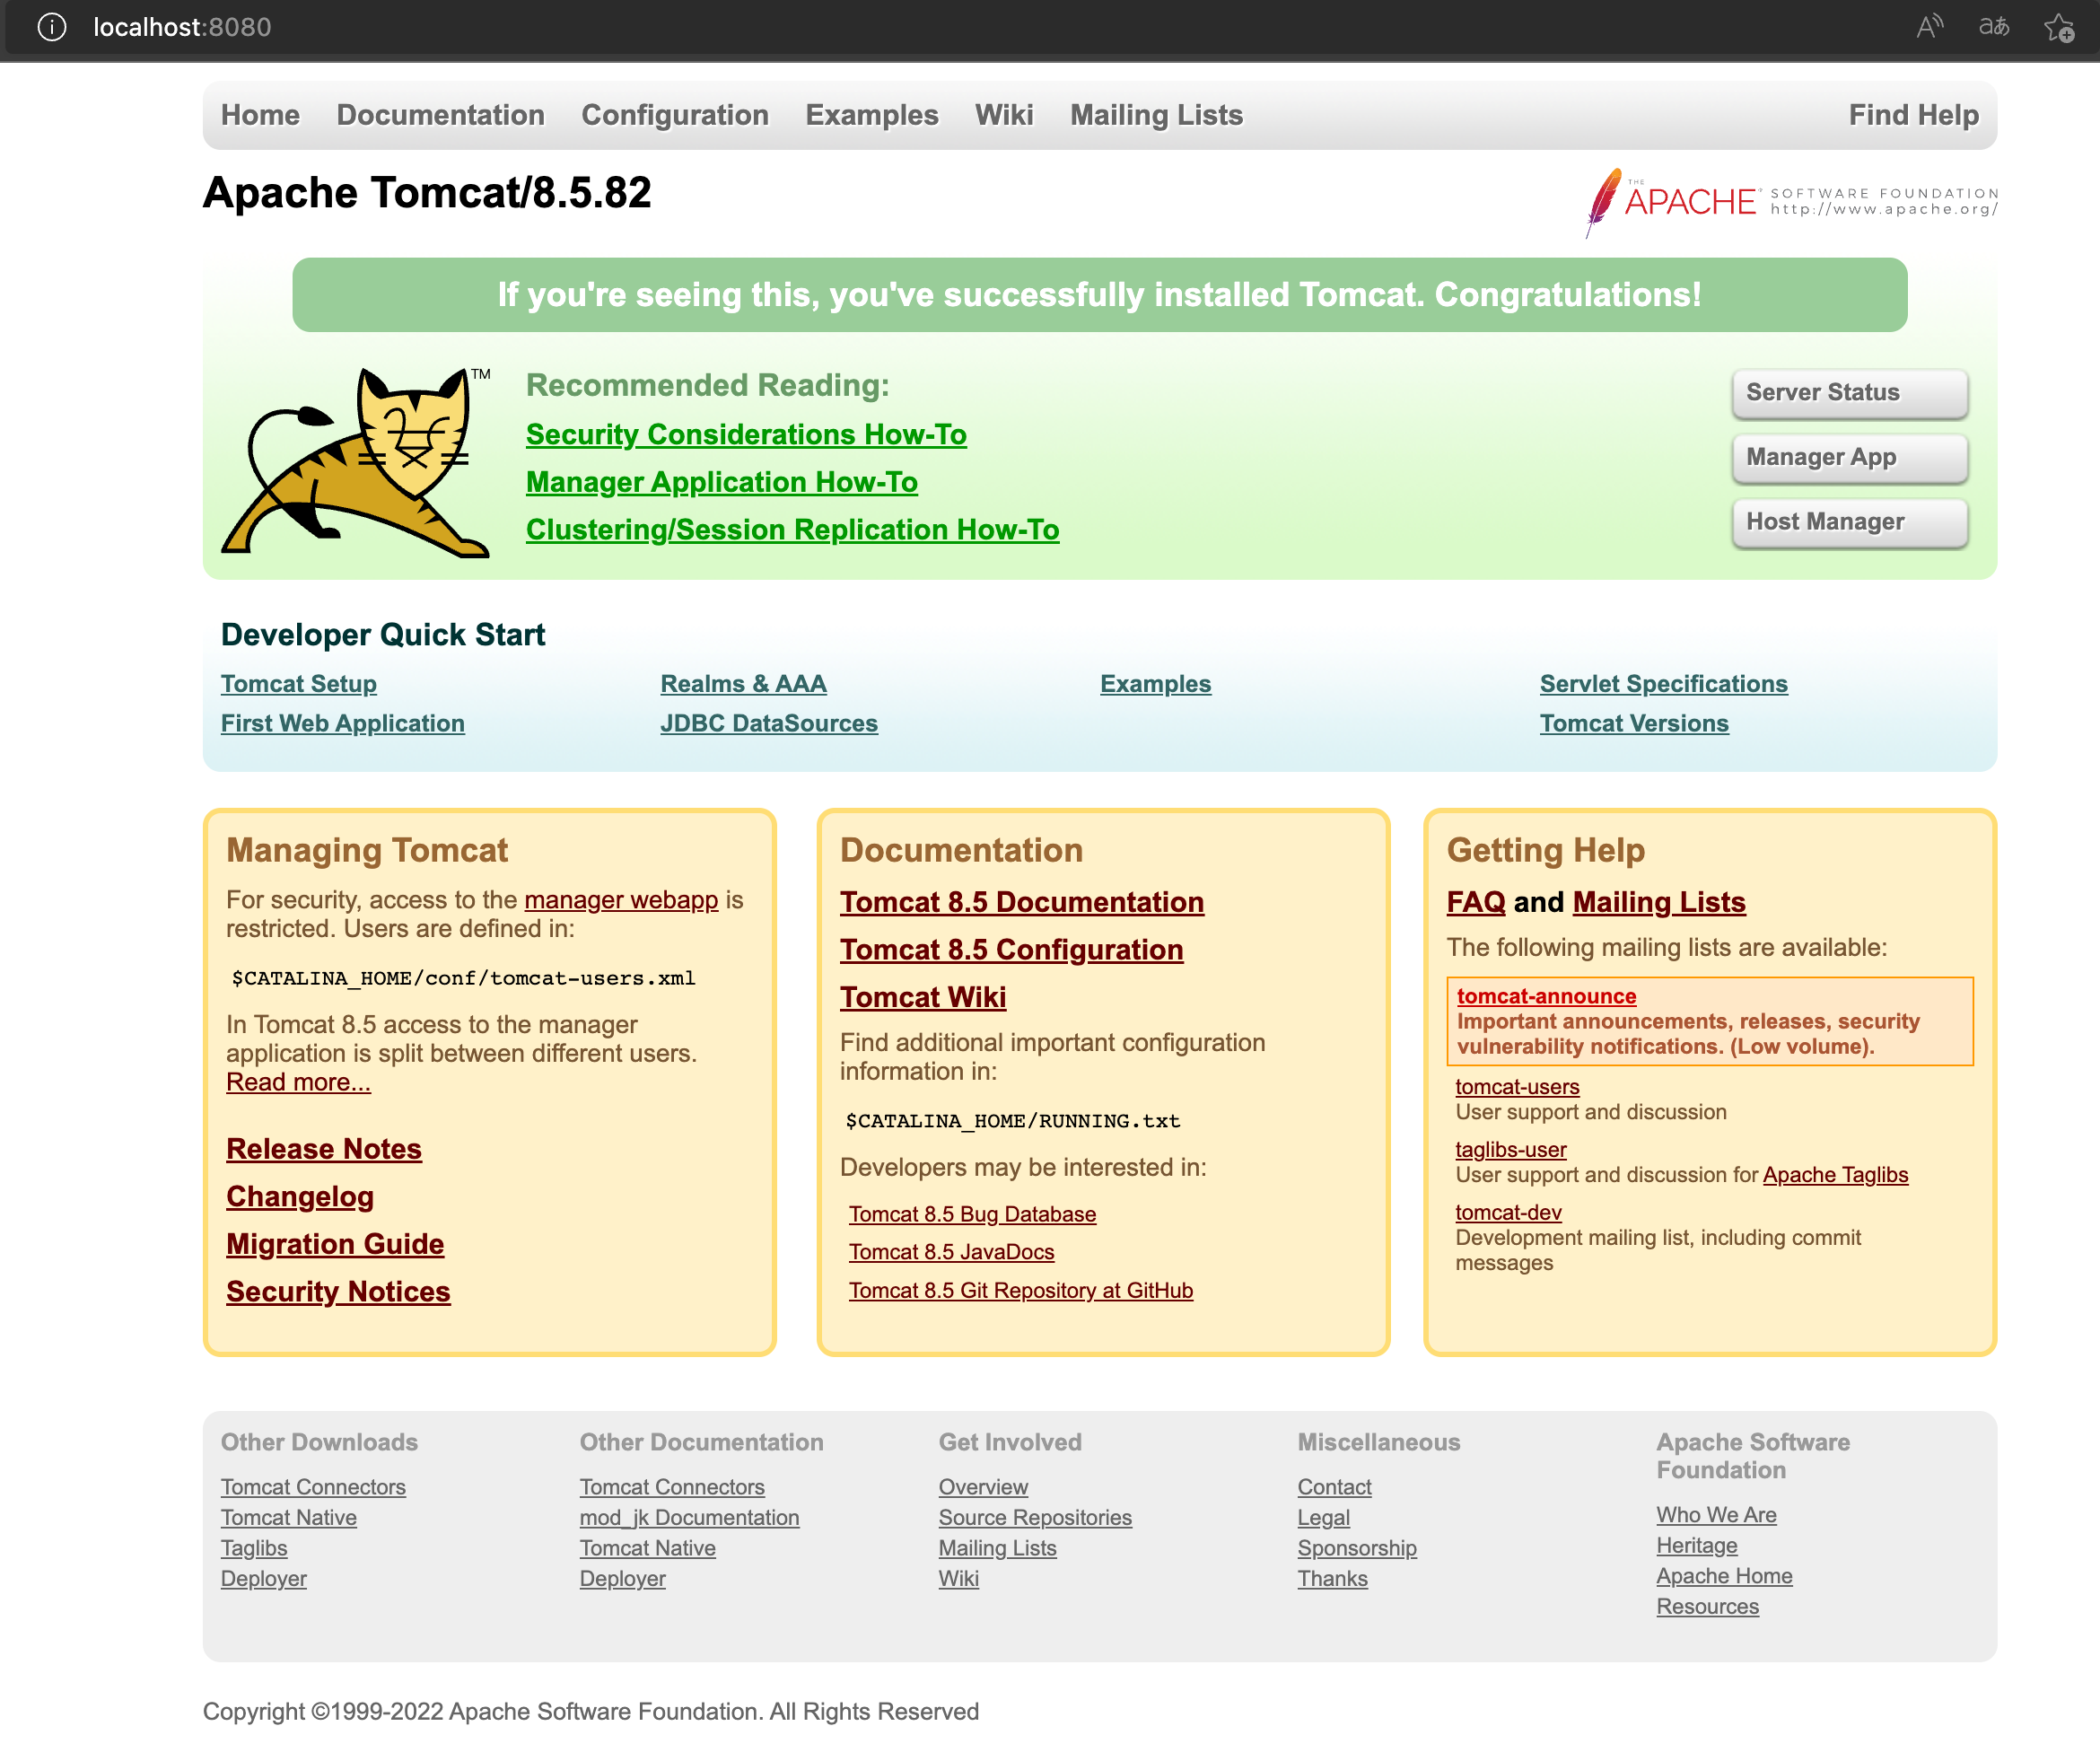 localhost:8080
Home Documentation Configuration Examples Wiki Mailing Lists Find Help
Apache Tomcat/8.5.82
THE APACHE™ SOFTWARE FOUNDATION
http://www.apache.org/
If you're seeing this, you've successfully installed Tomcat. Congratulations!
TM
Recommended Reading:
Security Considerations How-To
Manager Application How-To
Clustering/Session Replication How-To
Server Status
Manager App
Host Manager
Developer Quick Start
Tomcat Setup
First Web Application
Realms & AAA
JDBC DataSources
Examples
Servlet Specifications
Tomcat Versions
Managing Tomcat
For security, access to the manager webapp is
restricted. Users are defined in:
$CATALINA_HOME/conf/tomcat-users.xml
In Tomcat 8.5 access to the manager
application is split between different users.
Read more...
Release Notes
Changelog
Migration Guide
Security Notices
Documentation
Tomcat 8.5 Documentation
Tomcat 8.5 Configuration
Tomcat Wiki
Find additional important configuration
information in:
$CATALINA_HOME/RUNNING.txt
Developers may be interested in:
Tomcat 8.5 Bug Database
Tomcat 8.5 JavaDocs
Tomcat 8.5 Git Repository at GitHub
Getting Help
FAQ and Mailing Lists
The following mailing lists are available:
tomcat-announce
Important announcements, releases, security
vulnerability notifications. (Low volume).
tomcat-users
User support and discussion
taglibs-user
User support and discussion for Apache Taglibs
tomcat-dev
Development mailing list, including commit
messages
Other Downloads
Tomcat Connectors
Tomcat Native
Taglibs
Deployer
Other Documentation
Tomcat Connectors
mod_jk Documentation
Tomcat Native
Deployer
Get Involved
Overview
Source Repositories
Mailing Lists
Wiki
Miscellaneous
Contact
Legal
Sponsorship
Thanks
Apache Software
Foundation
Who We Are
Heritage
Apache Home
Resources
Copyright ©1999-2022 Apache Software Foundation. All Rights Reserved